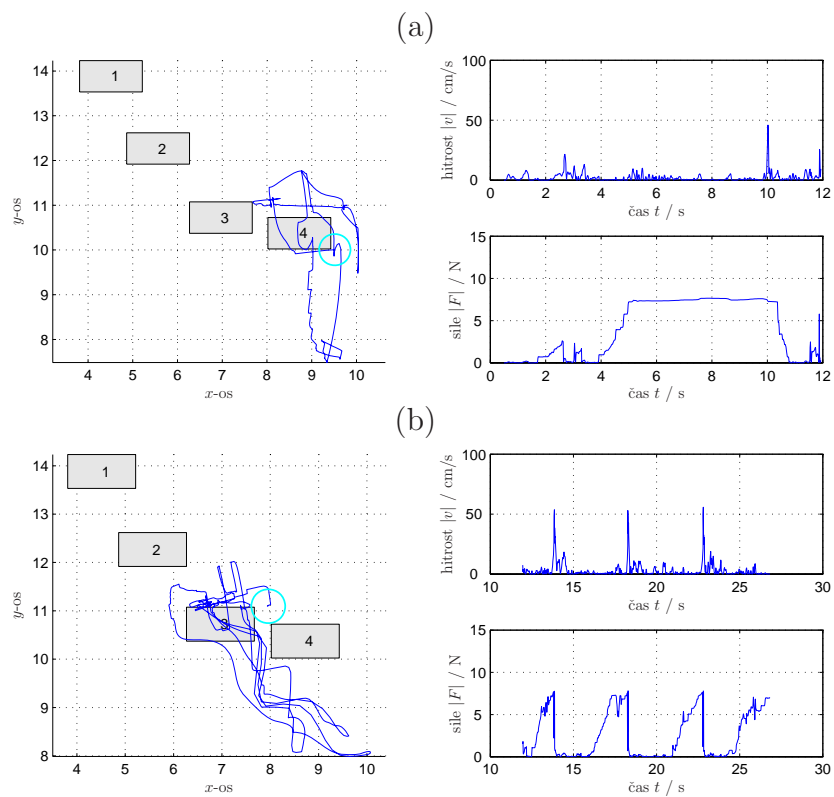 (a)
14
13
12
11
10
9
8
y-os
1
2
3
4
4 5 6 7 8 9 10
x-os
100
50
0
hitrost |v| / cm/s
0 2 4 6 8 10 12
čas t / s
15
10
5
0
sile |F| / N
0 2 4 6 8 10 12
čas t / s
(b)
14
13
12
11
10
9
8
y-os
1
2
3
4
4 5 6 7 8 9 10
x-os
100
50
0
hitrost |v| / cm/s
10 15 20 25 30
čas t / s
15
10
5
0
sile |F| / N
10 15 20 25 30
čas t / s